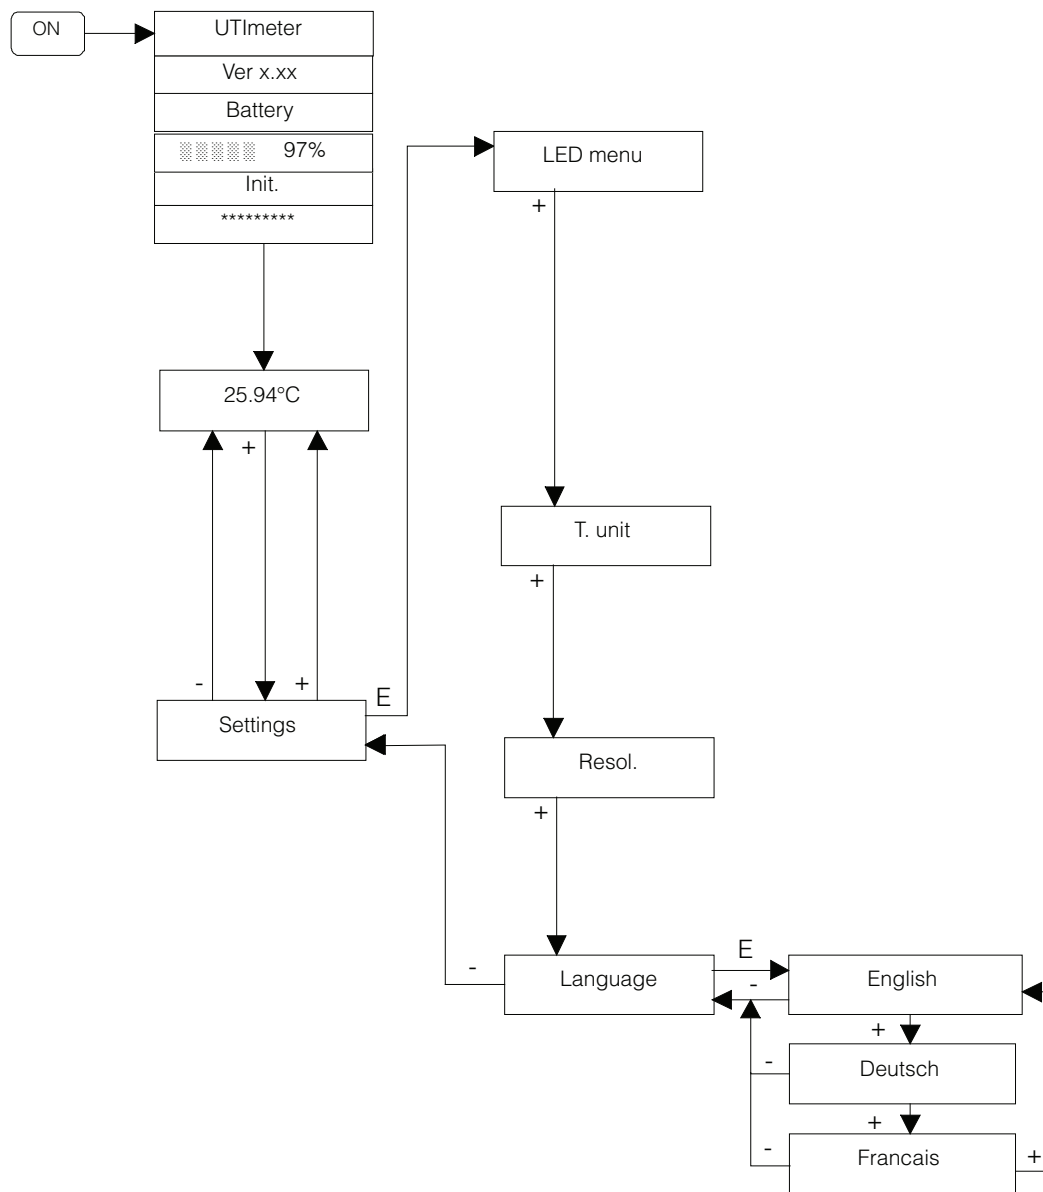 ON
UTImeter
Ver x.xx
Battery
97%
Init.
*********
LED menu
+
25.94°C
+
T. unit
+
-
+
E
Settings
Resol.
+
-
Language
E
-
English
+
-
Deutsch
+
-
Francais
+